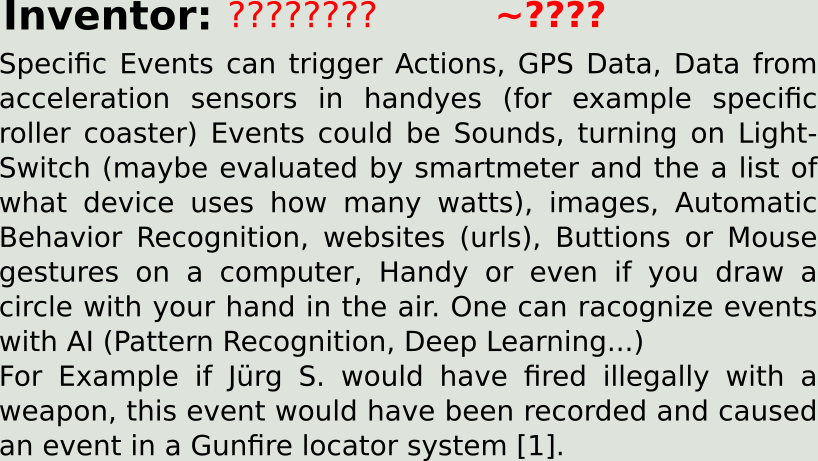 Inventor: ???????? ~????
Specific Events can trigger Actions, GPS Data, Data from
acceleration sensors in handyes (for example specific
roller coaster) Events could be Sounds, turning on Light-
Switch (maybe evaluated by smartmeter and the a list of
what device uses how many watts), images, Automatic
Behavior Recognition, websites (urls), Buttions or Mouse
gestures on a computer, Handy or even if you draw a
circle with your hand in the air. One can racognize events
with AI (Pattern Recognition, Deep Learning...)
For Example if Jürg S. would have fired illegally with a
weapon, this event would have been recorded and caused
an event in a Gunfire locator system [1].